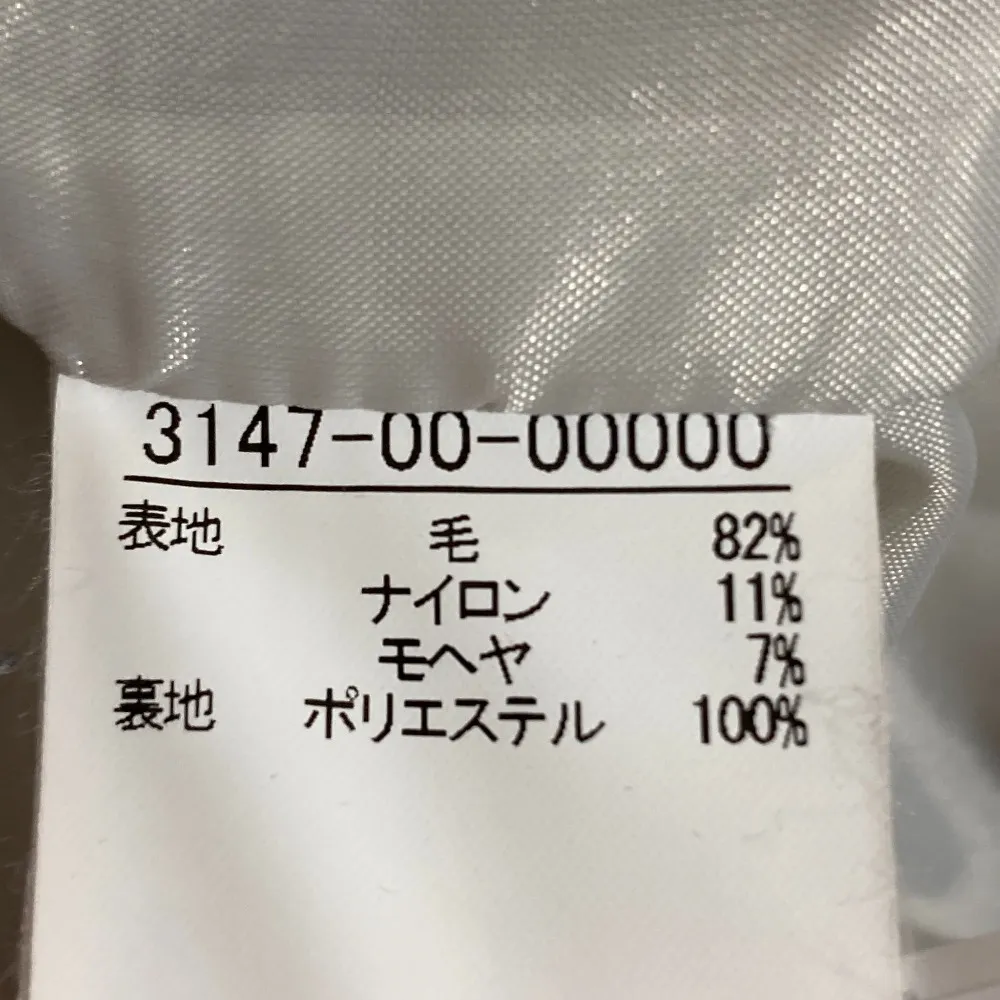 3147-00-00000
表地 毛 82%
ナイロン 11%
モヘヤ 7%
裏地 ポリエステル 100%